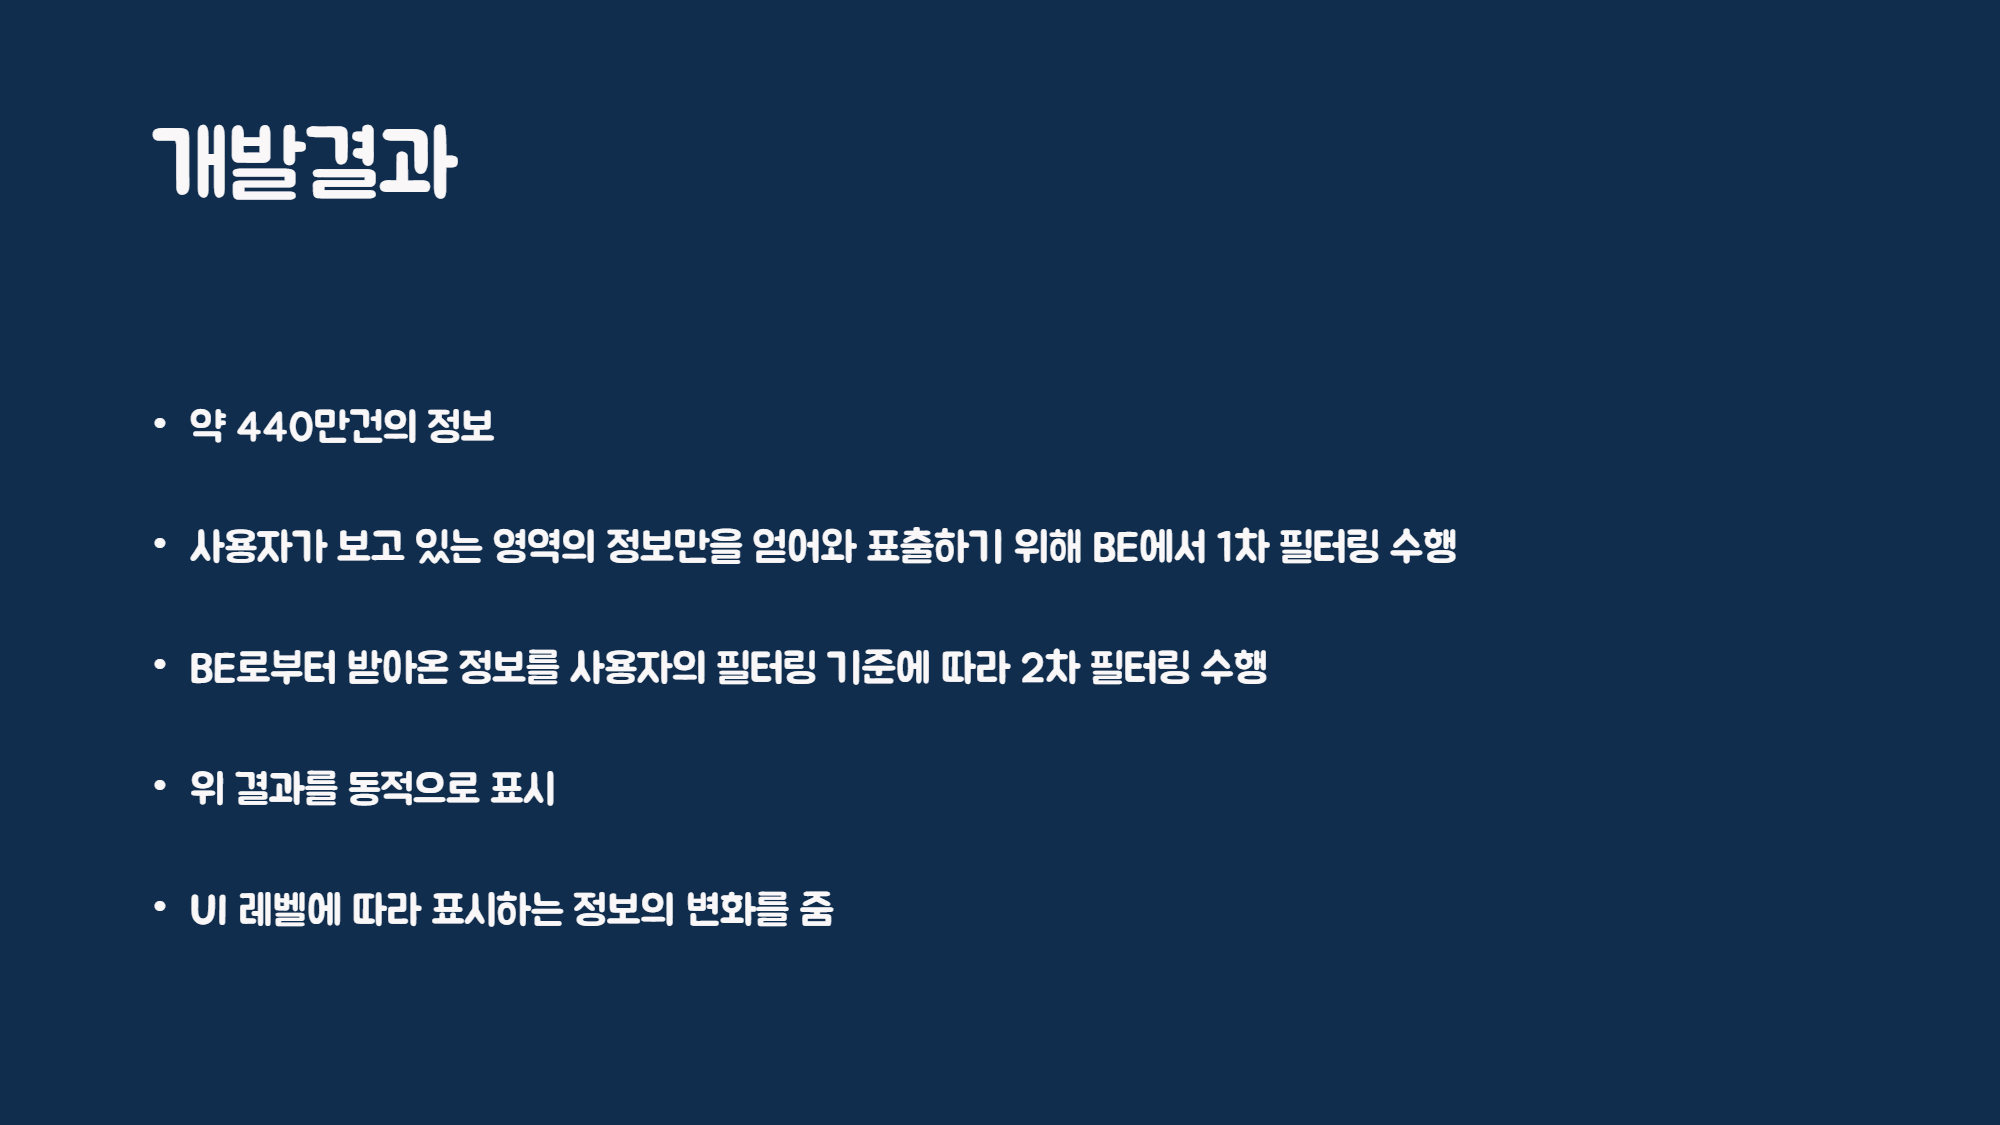 개발결과
• 약 440만건의 정보
• 사용자가 보고 있는 영역의 정보만을 얻어와 표출하기 위해 BE에서 1차 필터링 수행
• BE로부터 받아온 정보를 사용자의 필터링 기준에 따라 2차 필터링 수행
• 위 결과를 동적으로 표시
• UI 레벨에 따라 표시하는 정보의 변화를 줌